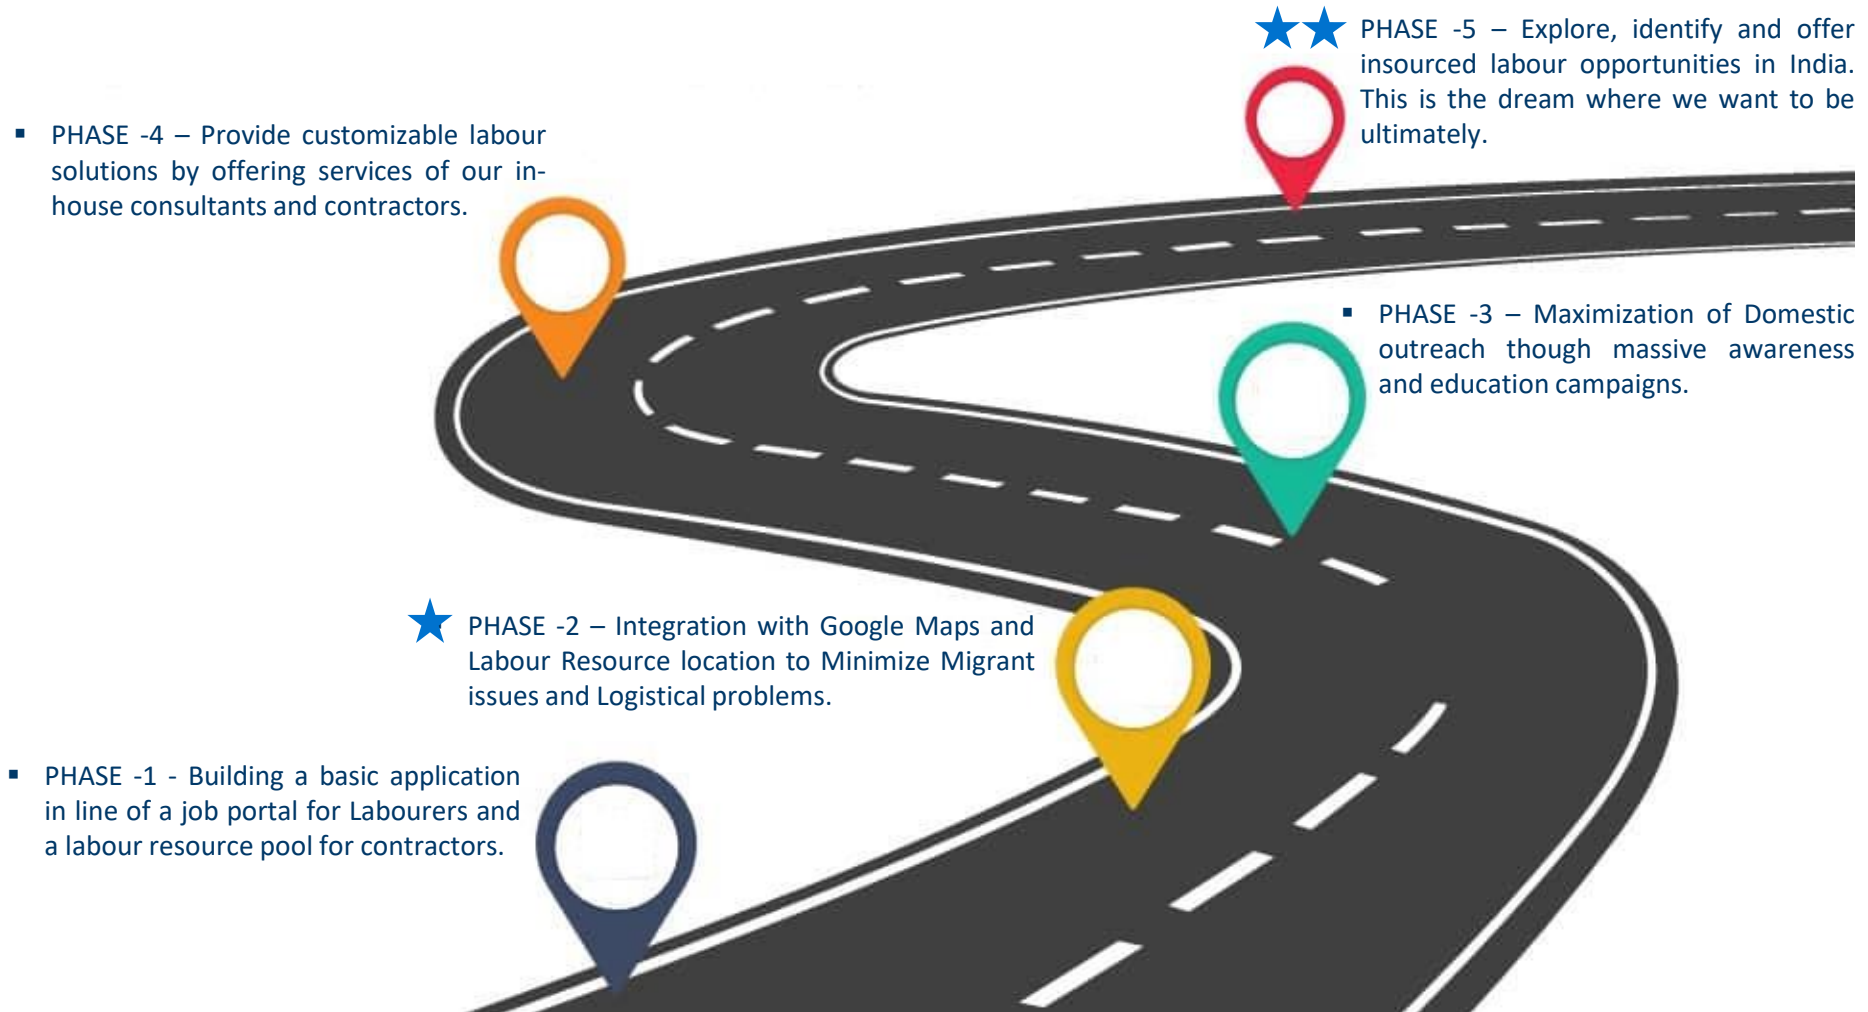 PHASE -5 – Explore, identify and offer
insourced labour opportunities in India.
This is the dream where we want to be
ultimately.
▪ PHASE -4 – Provide customizable labour
solutions by offering services of our in-
house consultants and contractors.
▪ PHASE -3 – Maximization of Domestic
outreach though massive awareness
and education campaigns.
PHASE -2 – Integration with Google Maps and
Labour Resource location to Minimize Migrant
issues and Logistical problems.
▪ PHASE -1 - Building a basic application
in line of a job portal for Labourers and
a labour resource pool for contractors.